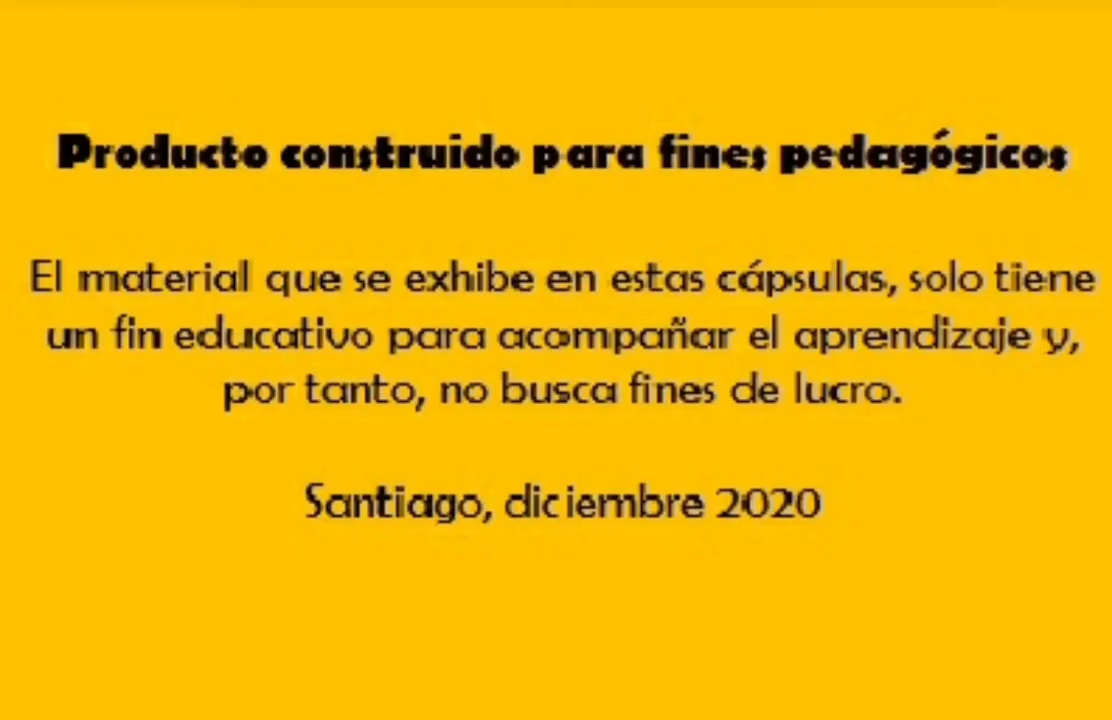 Producto construido para fines pedagógicos
El material que se exhibe en estas cápsulas, solo tiene
un fin educativo para acompañar el aprendizaje y,
por tanto, no busca fines de lucro.
Santiago, diciembre 2020